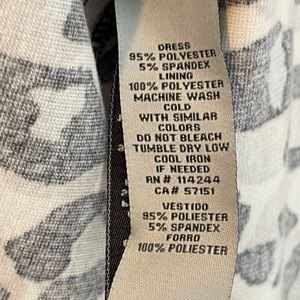 DRESS
95% POLYESTER
5% SPANDEX
LINING
100% POLYESTER
MACHINE WASH
COLD
WITH SIMILAR
COLORS
DO NOT BLEACH
TUMBLE DRY LOW
COOL IRON
IF NEEDED
RN# 114244
CA# 57151
VESTIDO
95% POLIESTER
5% SPANDEX
FORRO
100% POLIESTER